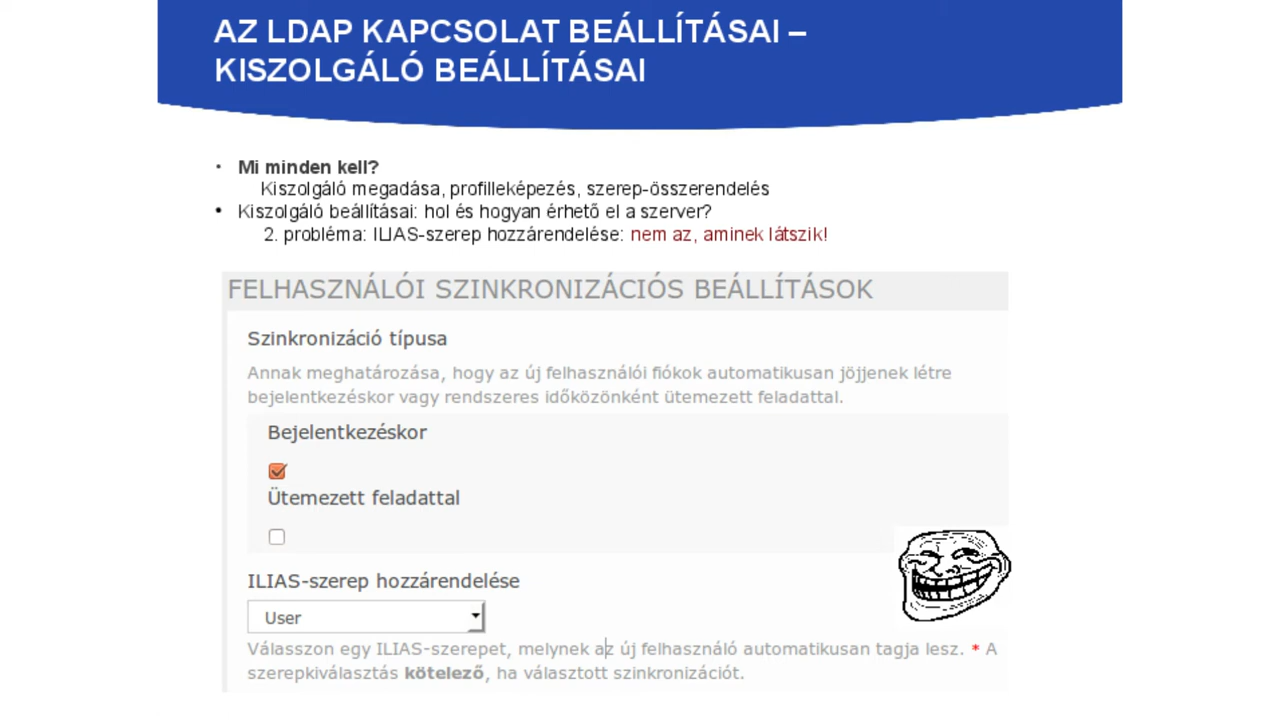 AZ LDAP KAPCSOLAT BEÁLLÍTÁSAI –
KISZOLGÁLÓ BEÁLLÍTÁSAI
• Mi minden kell?
Kiszolgáló megadása, profilleképezés, szerep-összerendelés
• Kiszolgáló beállításai: hol és hogyan érhető el a szerver?
2. probléma: ILIAS-szerep hozzárendelése: nem az, aminek látszik!
FELHASZNÁLÓI SZINKRONIZÁCIÓS BEÁLLÍTÁSOK
Szinkronizáció típusa
Annak meghatározása, hogy az új felhasználói fiókok automatikusan jöjjenek létre
bejelentkezéskor vagy rendszeres időközönként ütemezett feladattal.
Bejelentkezéskor
Ütemezett feladattal
ILIAS-szerep hozzárendelése
User
Válasszon egy ILIAS-szerepet, melynek az új felhasználó automatikusan tagja lesz. * A
szerepkiválasztás kötelező, ha választott szinkronizációt.